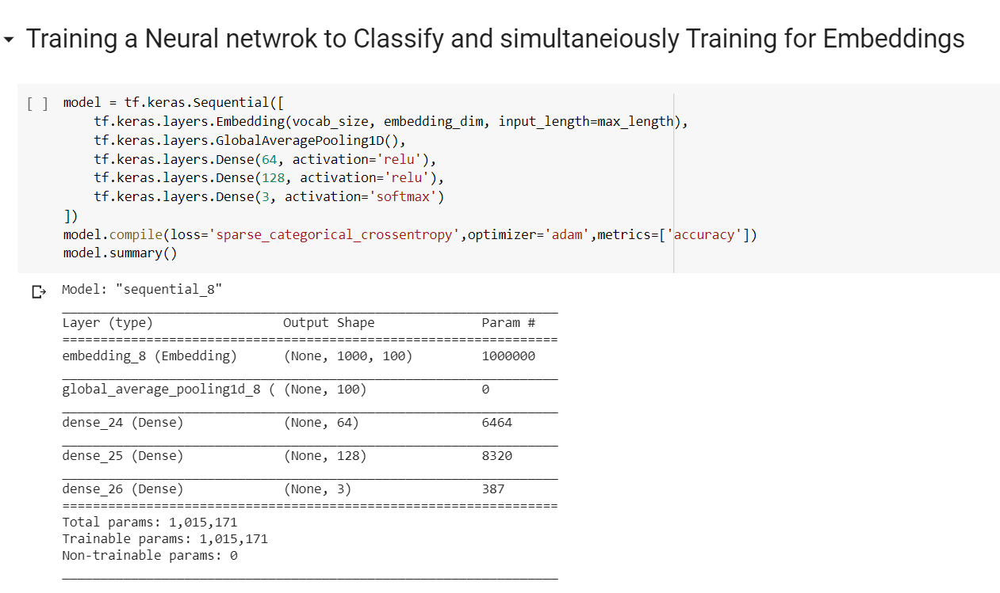 Training a Neural netwrok to Classify and simultaneiously Training for Embeddings
[ ] model = tf.keras.Sequential([
    tf.keras.layers.Embedding(vocab_size, embedding_dim, input_length=max_length),
    tf.keras.layers.GlobalAveragePooling1D(),
    tf.keras.layers.Dense(64, activation='relu'),
    tf.keras.layers.Dense(128, activation='relu'),
    tf.keras.layers.Dense(3, activation='softmax')
])
model.compile(loss='sparse_categorical_crossentropy',optimizer='adam',metrics=['accuracy'])
model.summary()
Model: "sequential_8"
_________________________________________________________________
Layer (type)                 Output Shape              Param #
=================================================================
embedding_8 (Embedding)      (None, 1000, 100)         1000000
_________________________________________________________________
global_average_pooling1d_8 ( (None, 100)               0
_________________________________________________________________
dense_24 (Dense)             (None, 64)                6464
_________________________________________________________________
dense_25 (Dense)             (None, 128)               8320
_________________________________________________________________
dense_26 (Dense)             (None, 3)                 387
=================================================================
Total params: 1,015,171
Trainable params: 1,015,171
Non-trainable params: 0
_________________________________________________________________